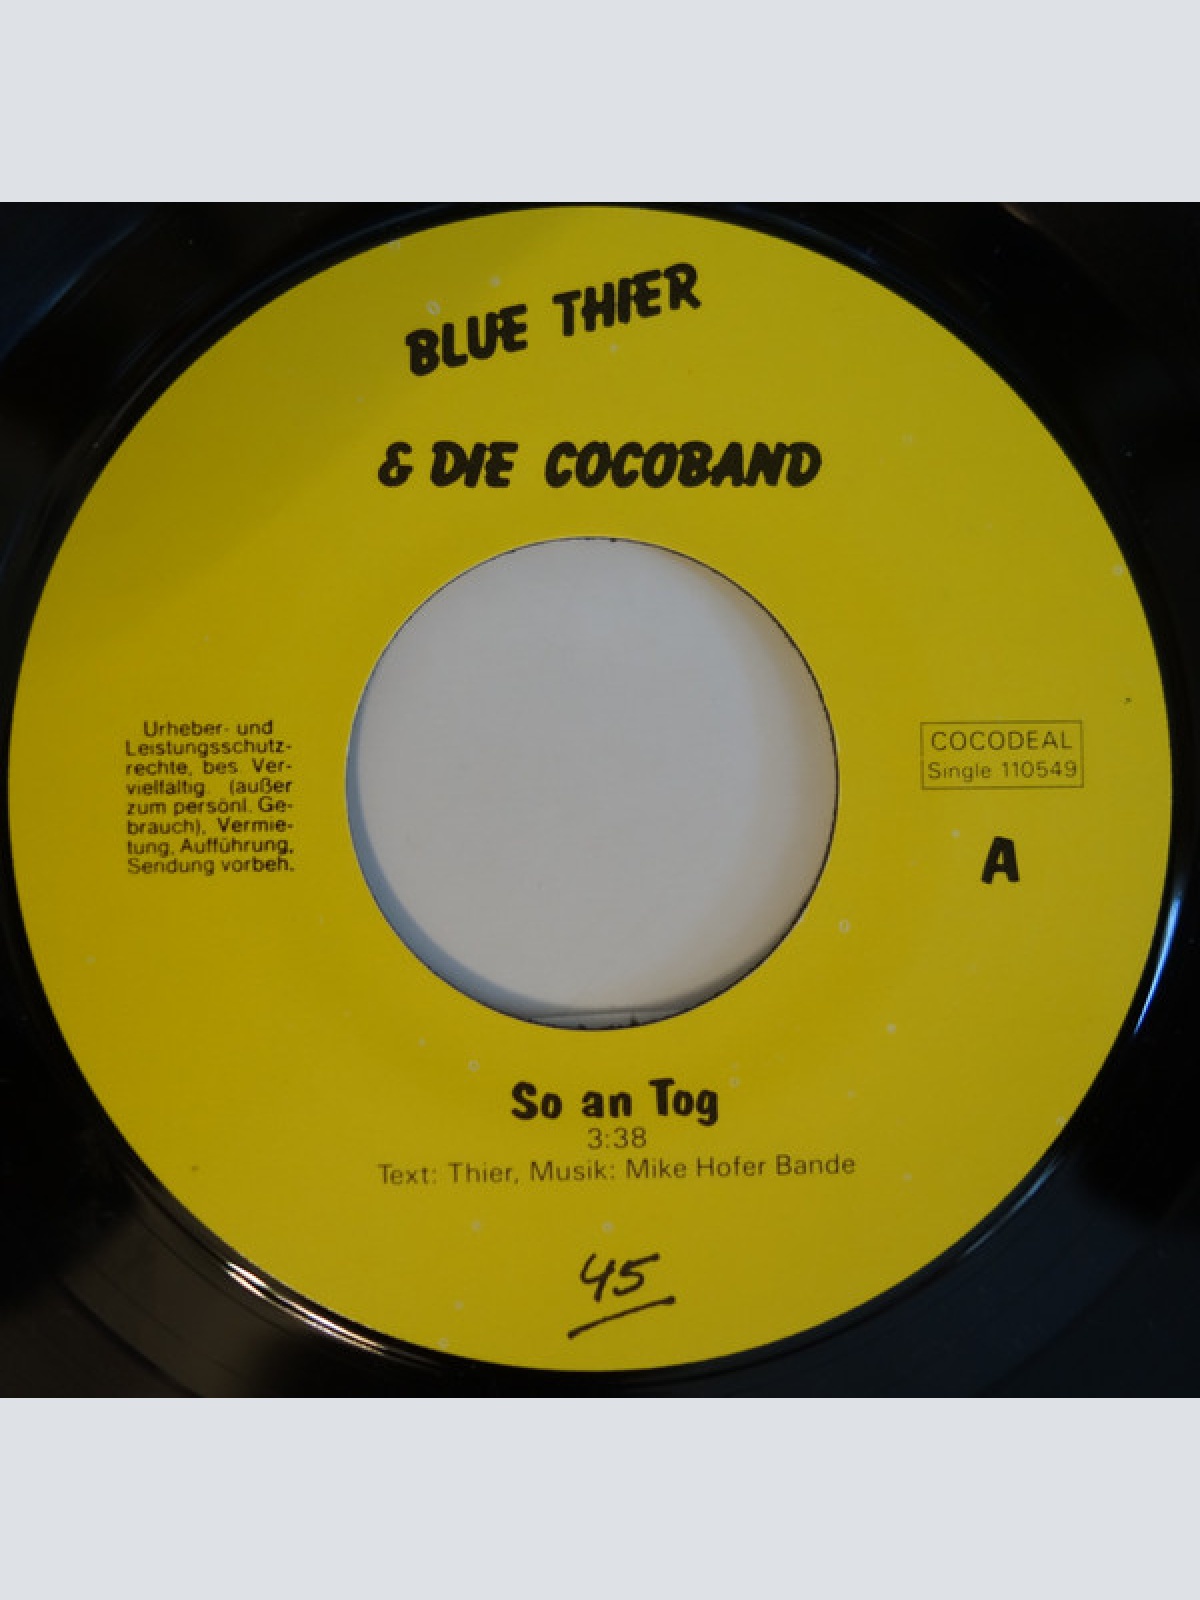 BLUE THIER
& DIE COCOBAND
Urheber- und
Leistungsschutz-
rechte, bes. Ver-
vielfältig. (außer
zum persönl. Ge-
brauch), Vermie-
tung, Aufführung,
Sendung vorbeh.
COCODEAL
Single 110549
A
So an Tog
3:38
Text: Thier, Musik: Mike Hofer Bande
45